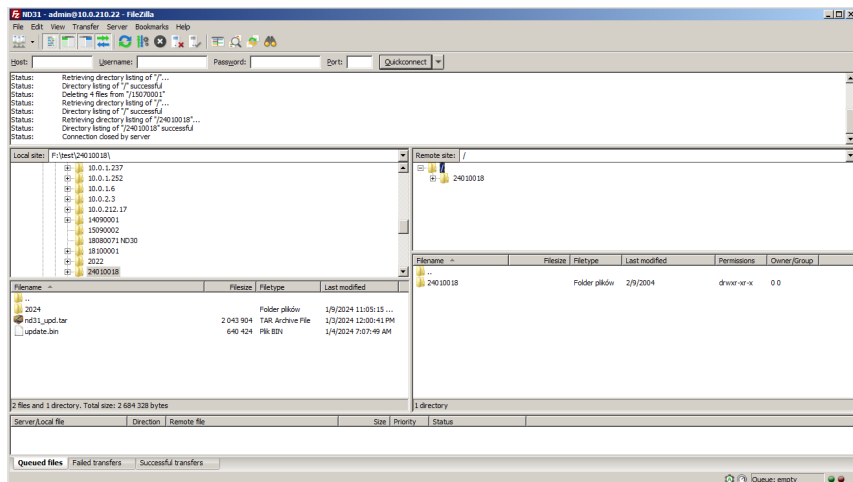 ND31 - admin@10.0.210.22 - FileZilla
File Edit View Transfer Server Bookmarks Help
Host: Username: Password: Port: Quickconnect
Status: Retrieving directory listing of "/"...
Status: Directory listing of "/" successful
Status: Deleting 4 files from "/15070001"
Status: Retrieving directory listing of "/"...
Status: Directory listing of "/" successful
Status: Retrieving directory listing of "/24010018"...
Status: Directory listing of "/24010018" successful
Status: Connection closed by server
Local site: F:\test\24010018\
10.0.1.237
10.0.1.252
10.0.1.6
10.0.2.3
10.0.212.17
14090001
15090002
18080071 ND30
18100001
2022
24010018
Remote site: /
/
24010018
Filename Filesize Filetype Last modified
..
2024 Folder plików 1/9/2024 11:05:15 ...
nd31_upd.tar 2 043 904 TAR Archive File 1/3/2024 12:00:41 PM
update.bin 640 424 Plik BIN 1/4/2024 7:07:49 AM
2 files and 1 directory. Total size: 2 684 328 bytes
Filename Filesize Filetype Last modified Permissions Owner/Group
..
24010018 Folder plików 2/9/2004 drwxr-xr-x 0 0
1 directory
Server/Local file Direction Remote file Size Priority Status
Queued files Failed transfers Successful transfers
Queue: empty